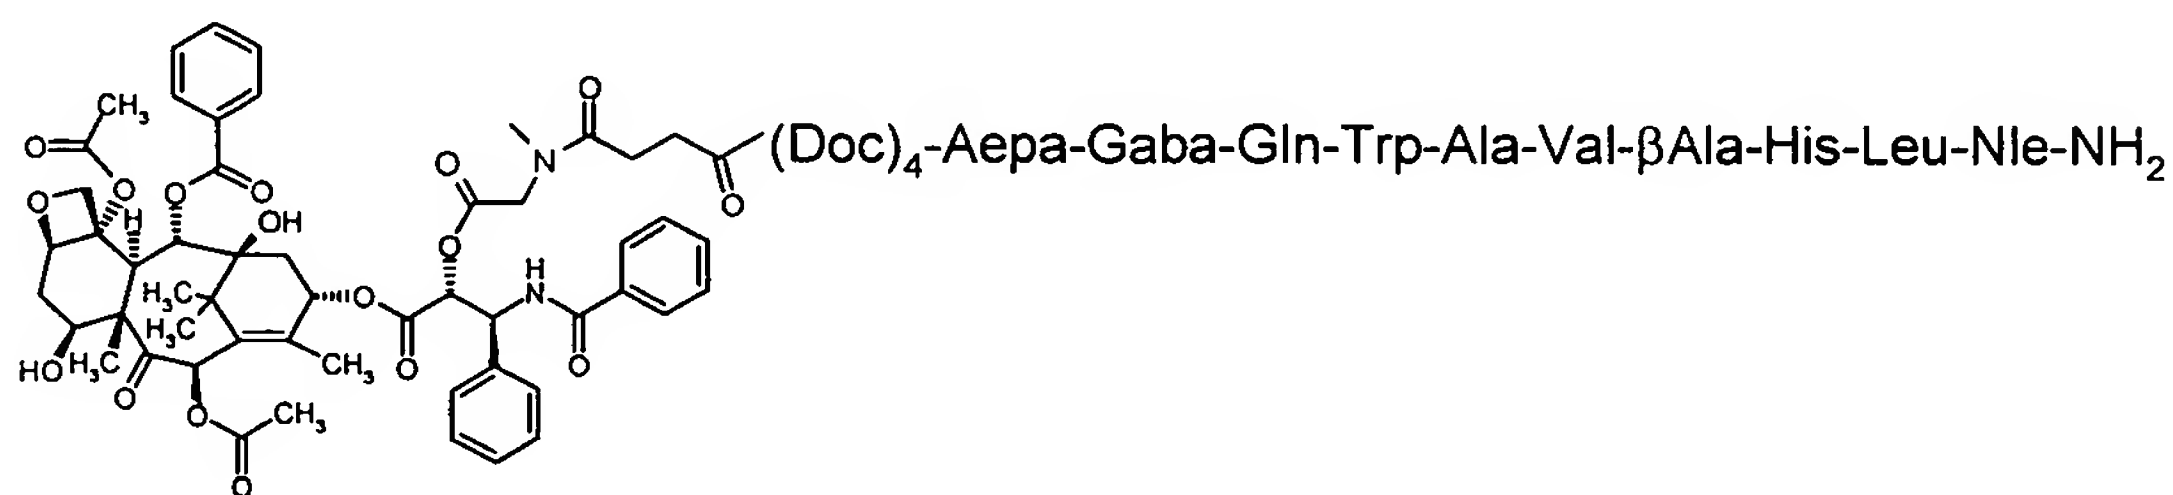 CH3
O
O
O
O
O
H
OH
O
N
O
O
O
O
(Doc)4-Aepa-Gaba-Gln-Trp-Ala-Val-βAla-His-Leu-Nle-NH2
H3C
H3C
O
O
H
N
O
HO
H3C
O
CH3
O
CH3
O